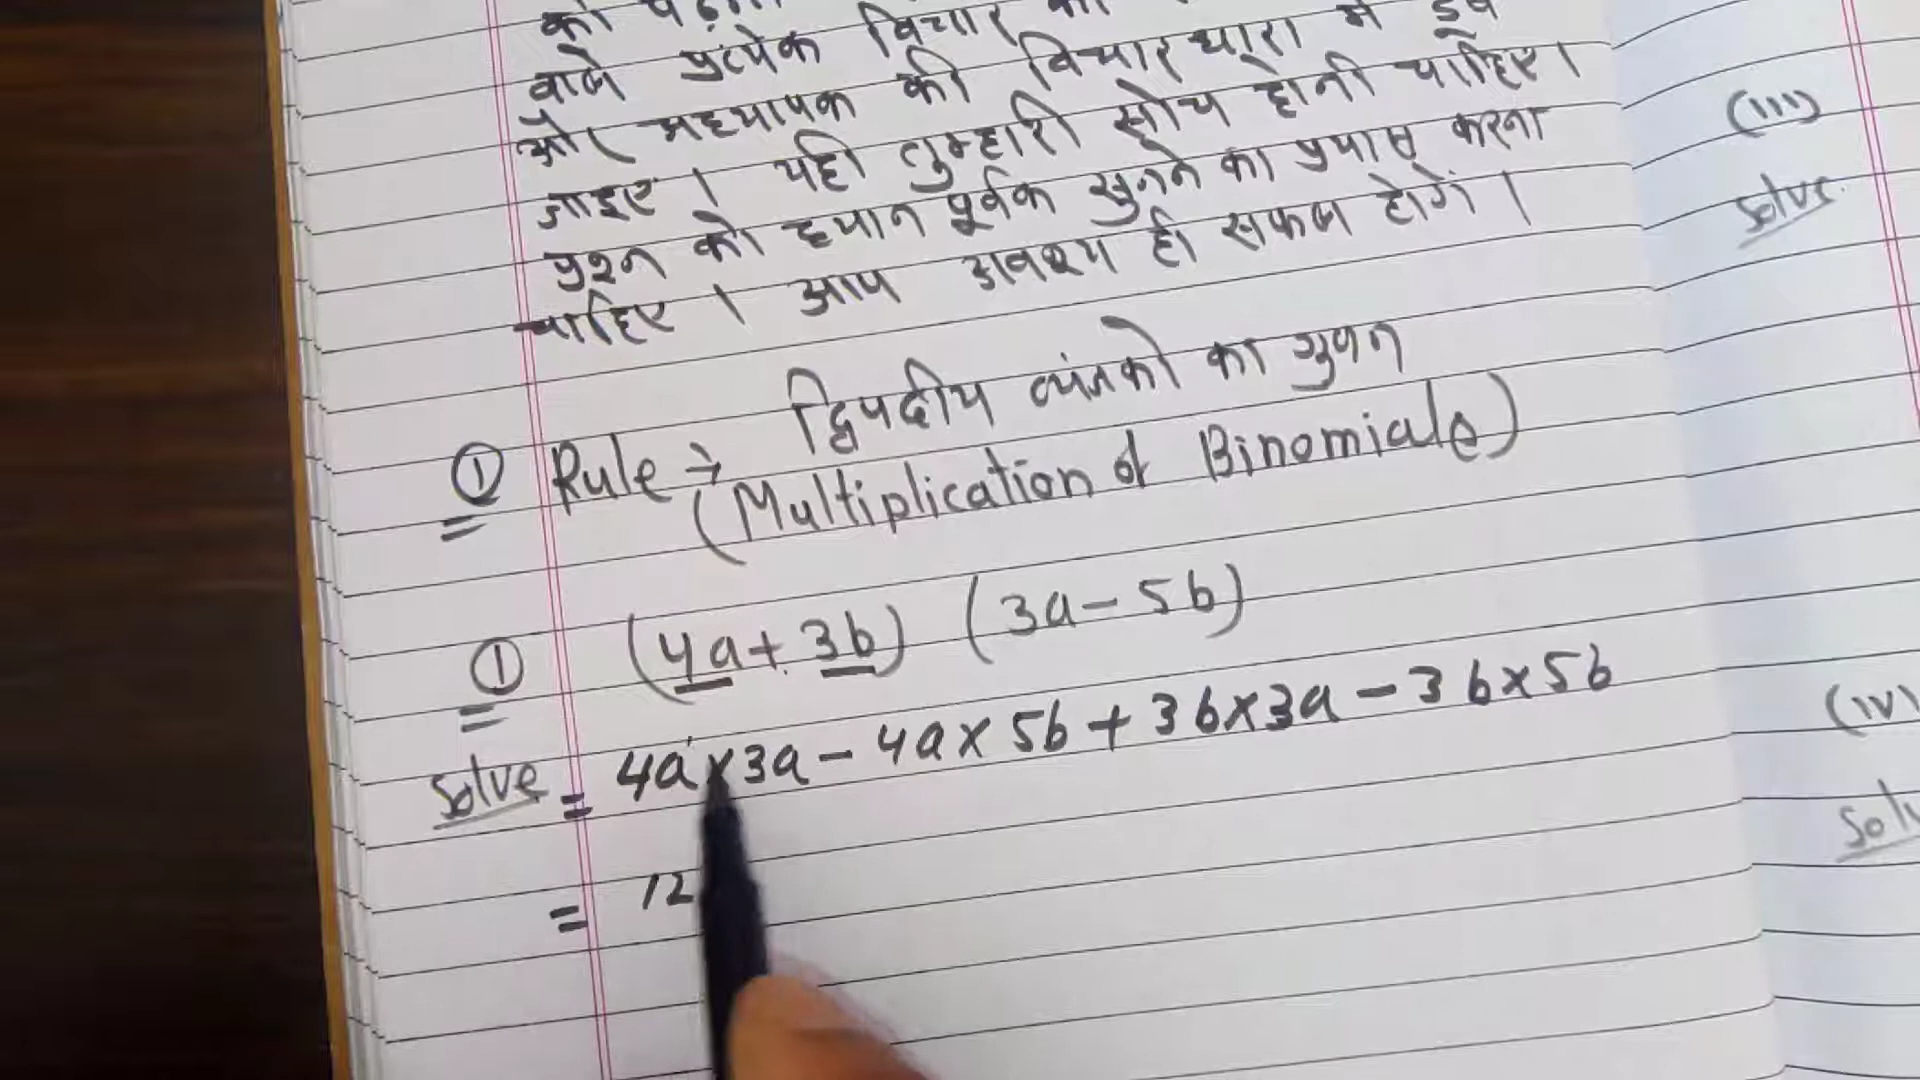 को
वाले प्रत्येक विचार
और अध्यापक की विचारधारा में डूब
जाइए। यही तुम्हारी सोच होनी चाहिए।
प्रश्न को ध्यान पूर्वक सुनने का प्रयास करना
चाहिए। आप अवश्य ही सफल होगें।
द्विपदीय व्यंजको का गुणन
① Rule → (Multiplication of Binomials)
① (4a + 3b) (3a - 5b)
Solve = 4a × 3a - 4a × 5b + 3b × 3a - 3b × 5b
= 12
(iii)
Solve
(iv)
Solv